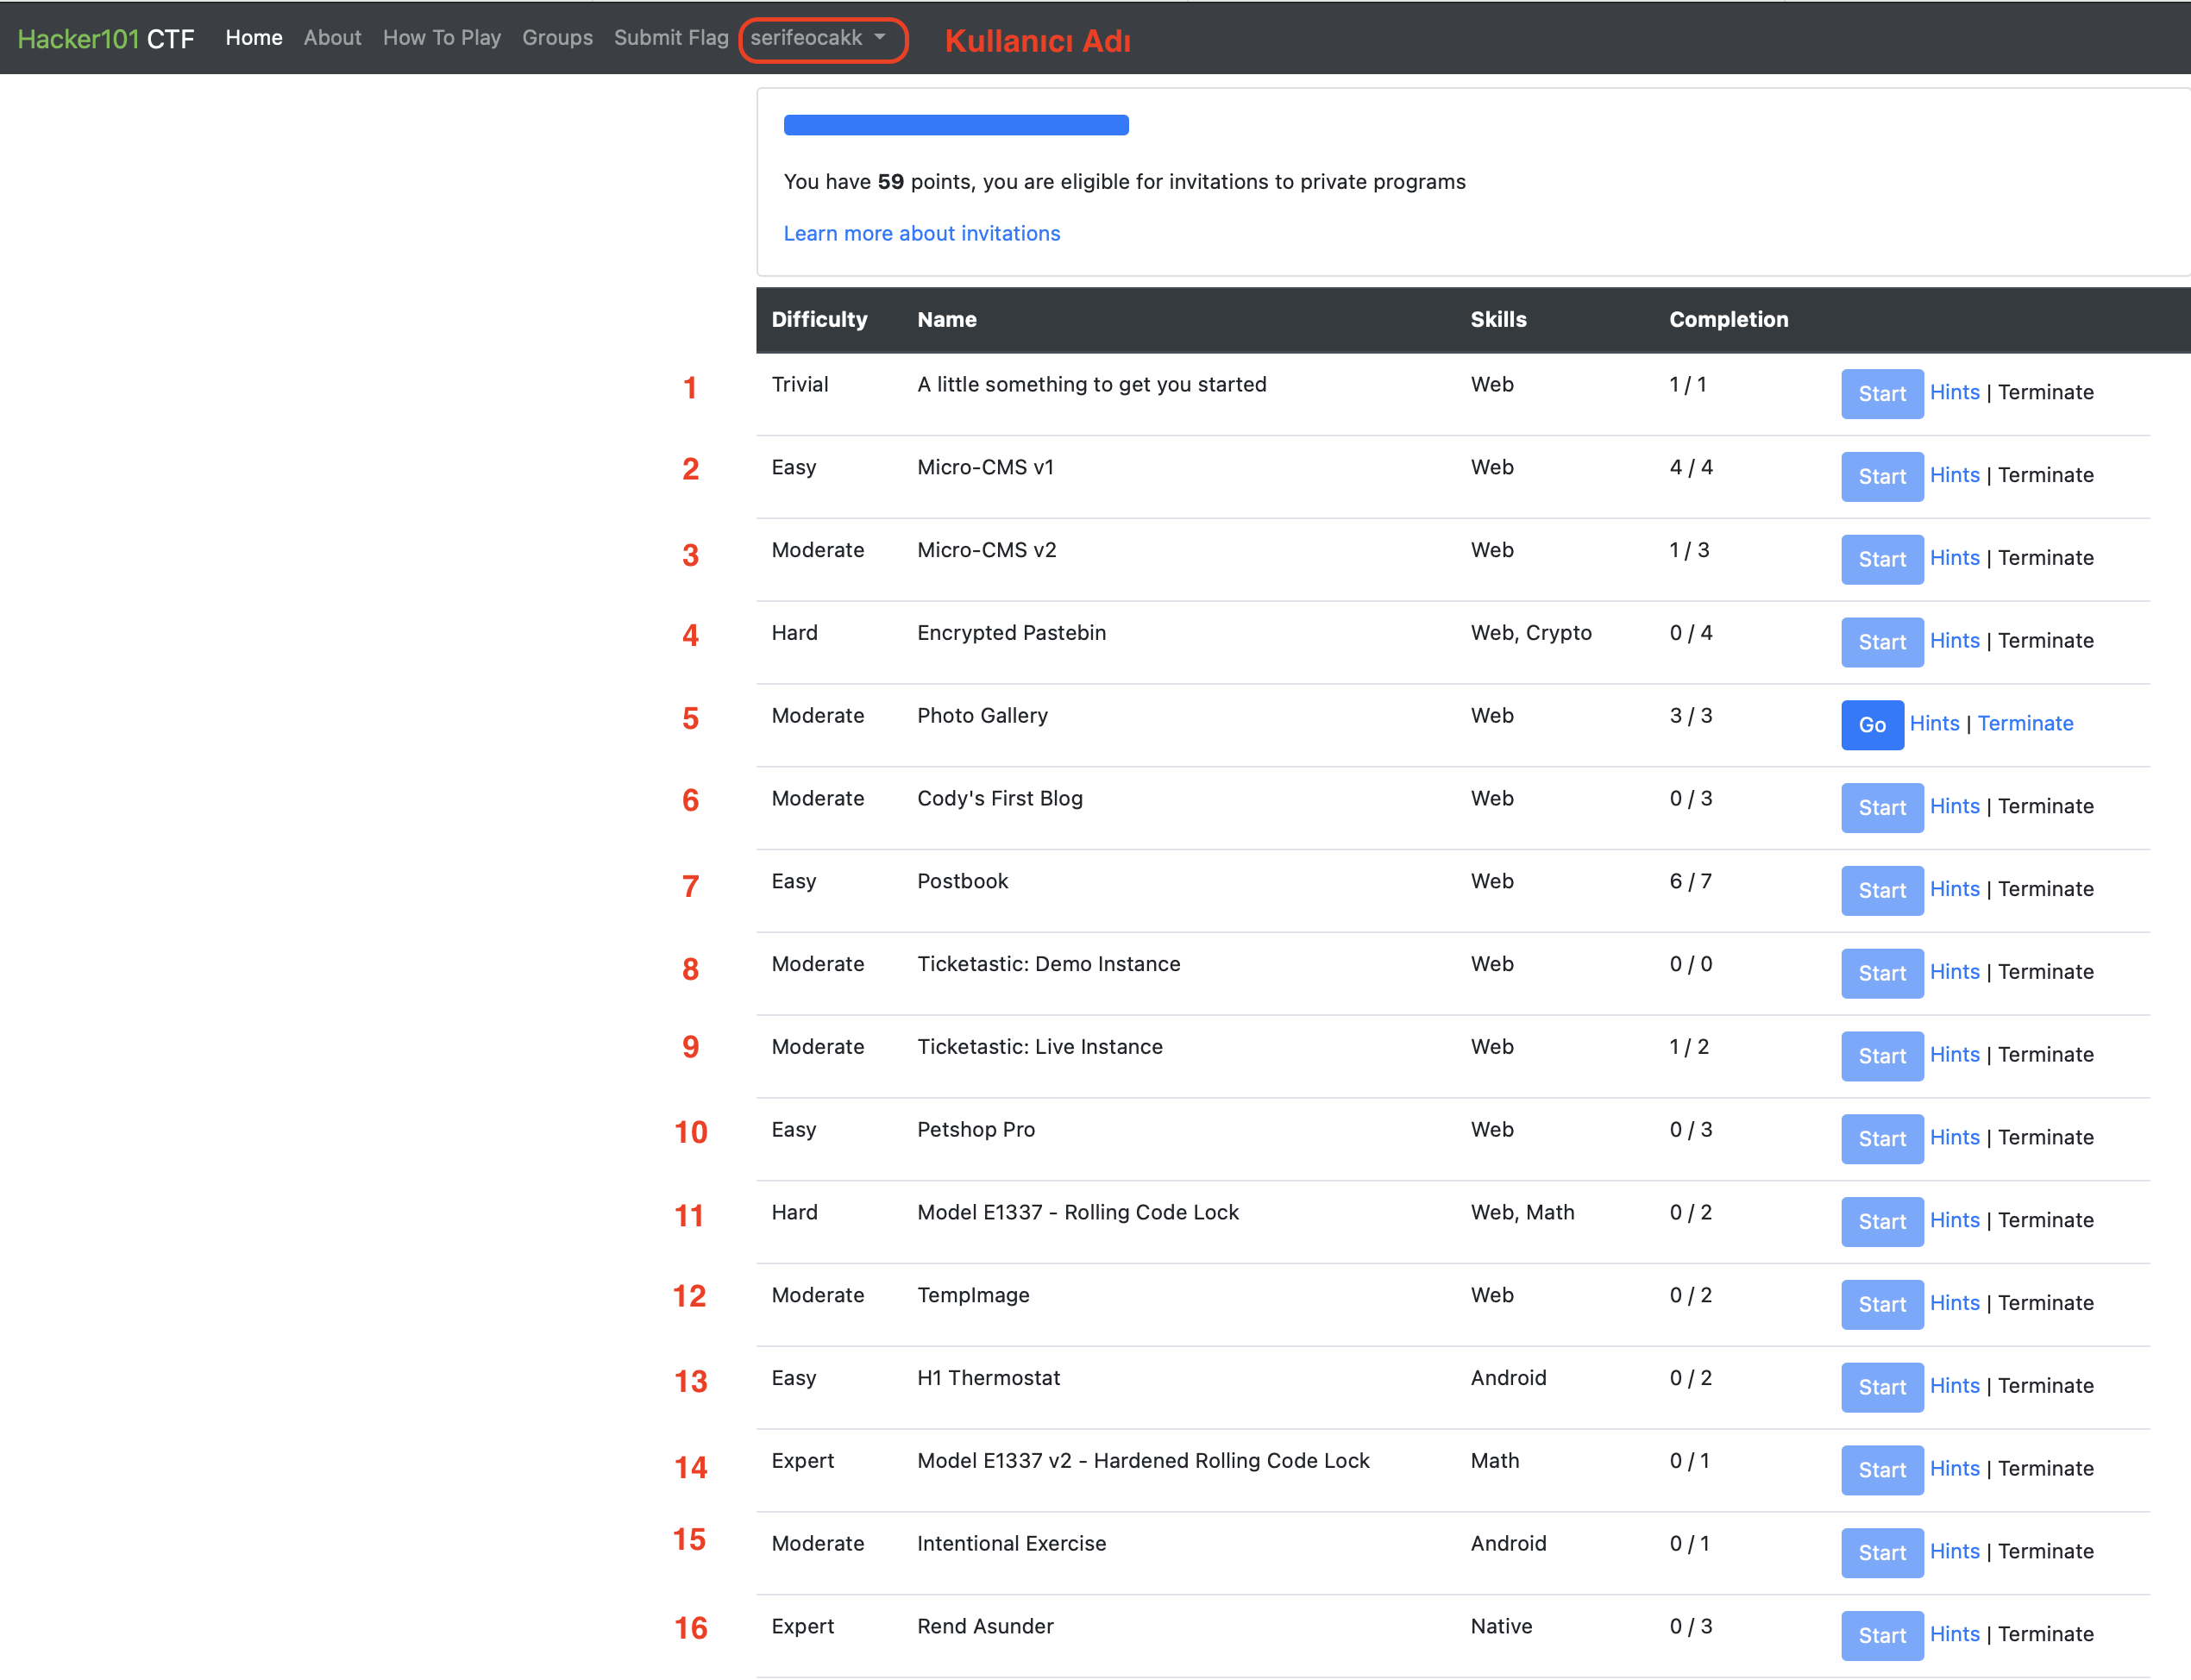 Hacker101 CTF Home About How To Play Groups Submit Flag serifeocakk Kullanıcı Adı
You have 59 points, you are eligible for invitations to private programs
Learn more about invitations
Difficulty Name Skills Completion
1 Trivial A little something to get you started Web 1 / 1 Start Hints | Terminate
2 Easy Micro-CMS v1 Web 4 / 4 Start Hints | Terminate
3 Moderate Micro-CMS v2 Web 1 / 3 Start Hints | Terminate
4 Hard Encrypted Pastebin Web, Crypto 0 / 4 Start Hints | Terminate
5 Moderate Photo Gallery Web 3 / 3 Go Hints | Terminate
6 Moderate Cody's First Blog Web 0 / 3 Start Hints | Terminate
7 Easy Postbook Web 6 / 7 Start Hints | Terminate
8 Moderate Ticketastic: Demo Instance Web 0 / 0 Start Hints | Terminate
9 Moderate Ticketastic: Live Instance Web 1 / 2 Start Hints | Terminate
10 Easy Petshop Pro Web 0 / 3 Start Hints | Terminate
11 Hard Model E1337 - Rolling Code Lock Web, Math 0 / 2 Start Hints | Terminate
12 Moderate TempImage Web 0 / 2 Start Hints | Terminate
13 Easy H1 Thermostat Android 0 / 2 Start Hints | Terminate
14 Expert Model E1337 v2 - Hardened Rolling Code Lock Math 0 / 1 Start Hints | Terminate
15 Moderate Intentional Exercise Android 0 / 1 Start Hints | Terminate
16 Expert Rend Asunder Native 0 / 3 Start Hints | Terminate